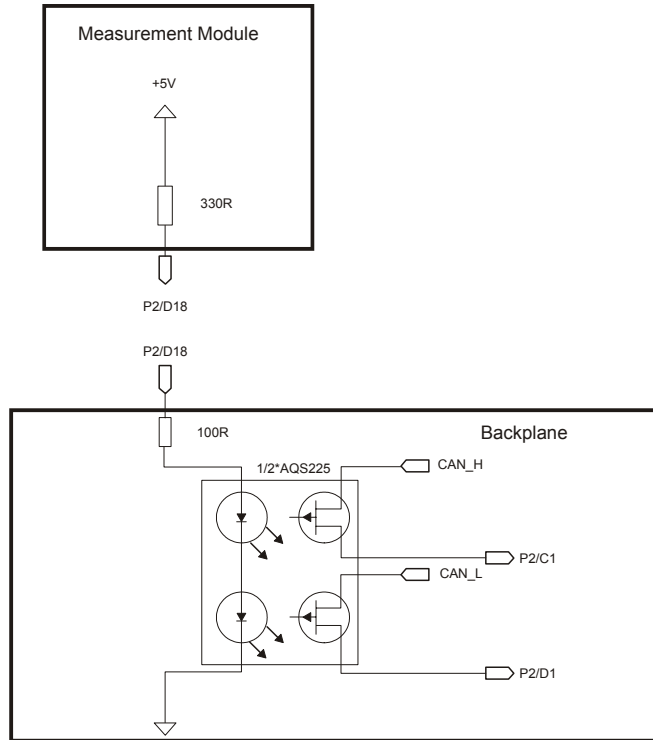 Measurement Module
+5V
330R
P2/D18
P2/D18
100R
Backplane
1/2*AQS225
CAN_H
P2/C1
CAN_L
P2/D1